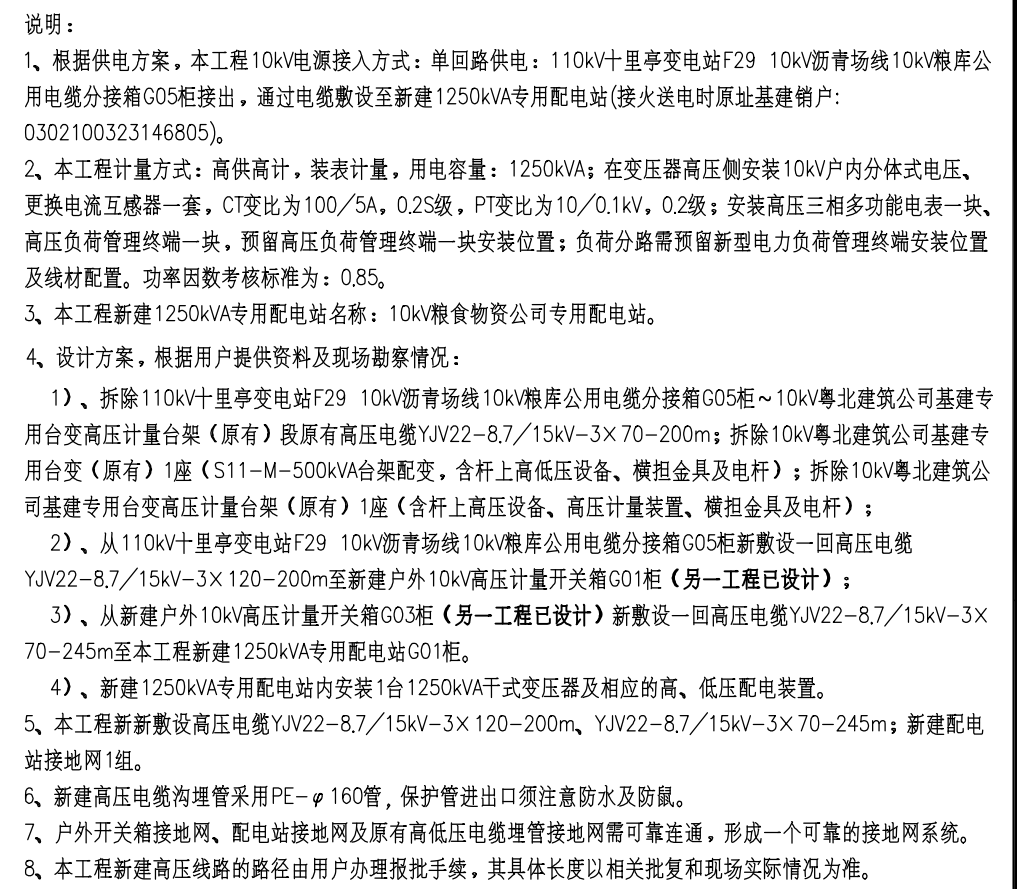 说明：
1、根据供电方案，本工程10kV电源接入方式：单回路供电：110kV十里亭变电站F29 10kV沥青场线10kV粮库公
用电缆分接箱G05柜接出，通过电缆敷设至新建1250kVA专用配电站(接火送电时原址基建销户:
0302100323146805)。
2、本工程计量方式：高供高计，装表计量，用电容量：1250kVA；在变压器高压侧安装10kV户内分体式电压、
更换电流互感器一套，CT变比为100／5A，0.2S级，PT变比为10／0.1kV，0.2级；安装高压三相多功能电表一块、
高压负荷管理终端一块，预留高压负荷管理终端一块安装位置；负荷分路需预留新型电力负荷管理终端安装位置
及线材配置。功率因数考核标准为：0.85。
3、本工程新建1250kVA专用配电站名称：10kV粮食物资公司专用配电站。
4、设计方案，根据用户提供资料及现场勘察情况：
1）、拆除110kV十里亭变电站F29 10kV沥青场线10kV粮库公用电缆分接箱G05柜～10kV粤北建筑公司基建专
用台变高压计量台架（原有）段原有高压电缆YJV22-8.7／15kV-3×70-200m；拆除10kV粤北建筑公司基建专
用台变（原有）1座（S11-M-500kVA台架配变，含杆上高低压设备、横担金具及电杆）；拆除10kV粤北建筑公
司基建专用台变高压计量台架（原有）1座（含杆上高压设备、高压计量装置、横担金具及电杆）；
2）、从110kV十里亭变电站F29 10kV沥青场线10kV粮库公用电缆分接箱G05柜新敷设一回高压电缆
YJV22-8.7／15kV-3×120-200m至新建户外10kV高压计量开关箱G01柜（另一工程已设计）；
3）、从新建户外10kV高压计量开关箱G03柜（另一工程已设计）新敷设一回高压电缆YJV22-8.7／15kV-3×
70-245m至本工程新建1250kVA专用配电站G01柜。
4）、新建1250kVA专用配电站内安装1台1250kVA干式变压器及相应的高、低压配电装置。
5、本工程新新敷设高压电缆YJV22-8.7／15kV-3×120-200m、YJV22-8.7／15kV-3×70-245m；新建配电
站接地网1组。
6、新建高压电缆沟埋管采用PE-φ160管，保护管进出口须注意防水及防鼠。
7、户外开关箱接地网、配电站接地网及原有高低压电缆埋管接地网需可靠连通，形成一个可靠的接地网系统。
8、本工程新建高压线路的路径由用户办理报批手续，其具体长度以相关批复和现场实际情况为准。